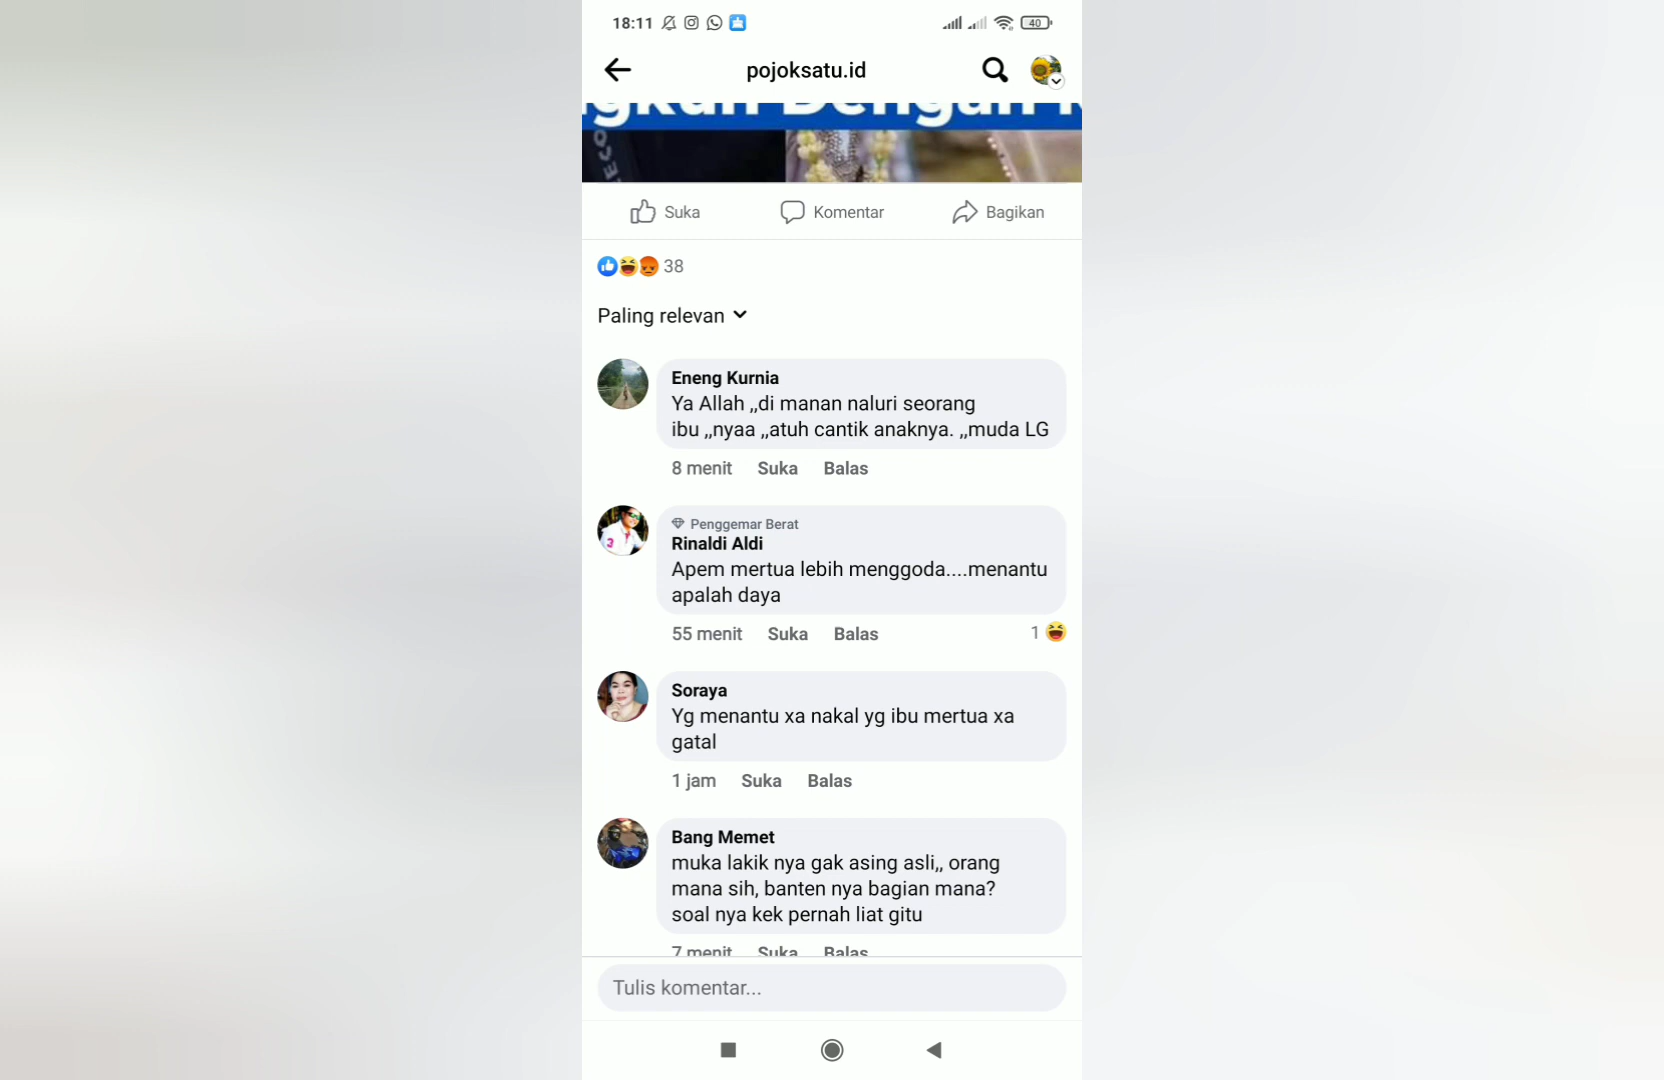 18:11
40
pojoksatu.id
gkan Dengan
LECO
Suka
Komentar
Bagikan
38
Paling relevan
Eneng Kurnia
Ya Allah ,,di manan naluri seorang
ibu ,,nyaa ,,atuh cantik anaknya. ,,muda LG
8 menit Suka Balas
Penggemar Berat
Rinaldi Aldi
Apem mertua lebih menggoda....menantu
apalah daya
55 menit Suka Balas 1
Soraya
Yg menantu xa nakal yg ibu mertua xa
gatal
1 jam Suka Balas
Bang Memet
muka lakik nya gak asing asli,, orang
mana sih, banten nya bagian mana?
soal nya kek pernah liat gitu
7 menit Suka Balas
Tulis komentar...